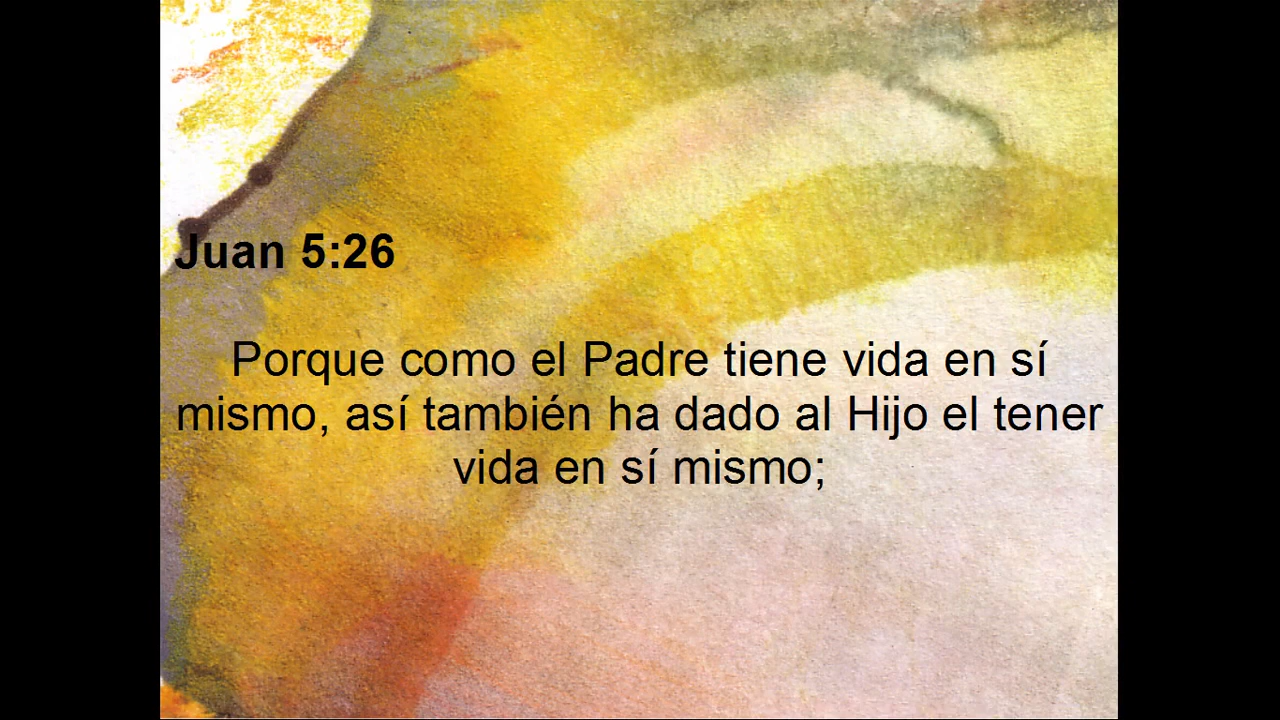 Juan 5:26
Porque como el Padre tiene vida en sí
mismo, así también ha dado al Hijo el tener
vida en sí mismo;